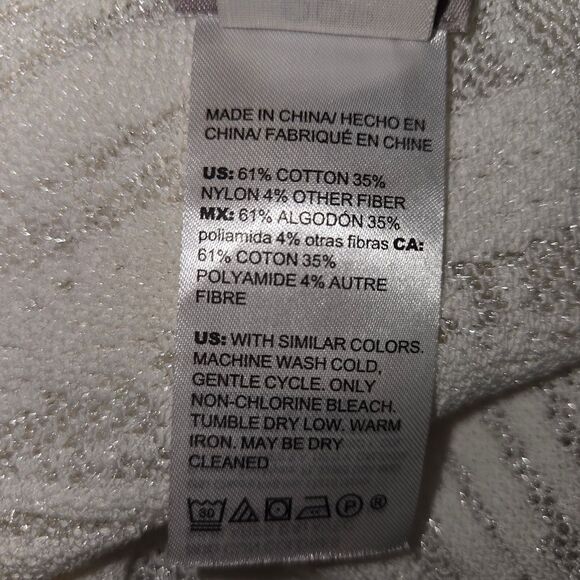 MADE IN CHINA/ HECHO EN
CHINA/ FABRIQUÉ EN CHINE
US: 61% COTTON 35%
NYLON 4% OTHER FIBER
MX: 61% ALGODÓN 35%
poliamida 4% otras fibras CA:
61% COTON 35%
POLYAMIDE 4% AUTRE
FIBRE
US: WITH SIMILAR COLORS.
MACHINE WASH COLD,
GENTLE CYCLE. ONLY
NON-CHLORINE BLEACH.
TUMBLE DRY LOW. WARM
IRON. MAY BE DRY
CLEANED
30 P ®